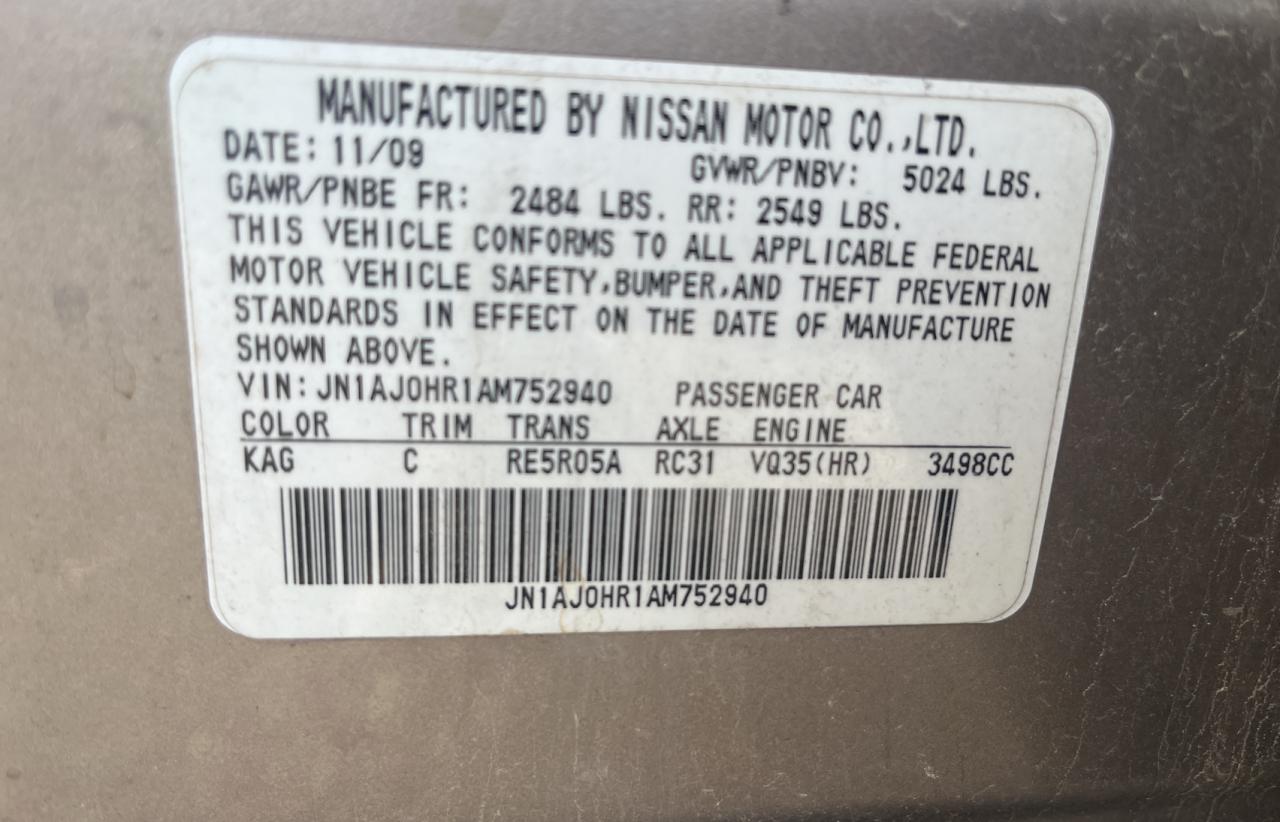 MANUFACTURED BY NISSAN MOTOR CO.,LTD.
DATE: 11/09 GVWR/PNBV: 5024 LBS.
GAWR/PNBE FR: 2484 LBS. RR: 2549 LBS.
THIS VEHICLE CONFORMS TO ALL APPLICABLE FEDERAL
MOTOR VEHICLE SAFETY,BUMPER,AND THEFT PREVENTION
STANDARDS IN EFFECT ON THE DATE OF MANUFACTURE
SHOWN ABOVE.
VIN: JN1AJ0HR1AM752940 PASSENGER CAR
COLOR TRIM TRANS AXLE ENGINE
KAG C RE5R05A RC31 VQ35(HR) 3498CC
JN1AJ0HR1AM752940